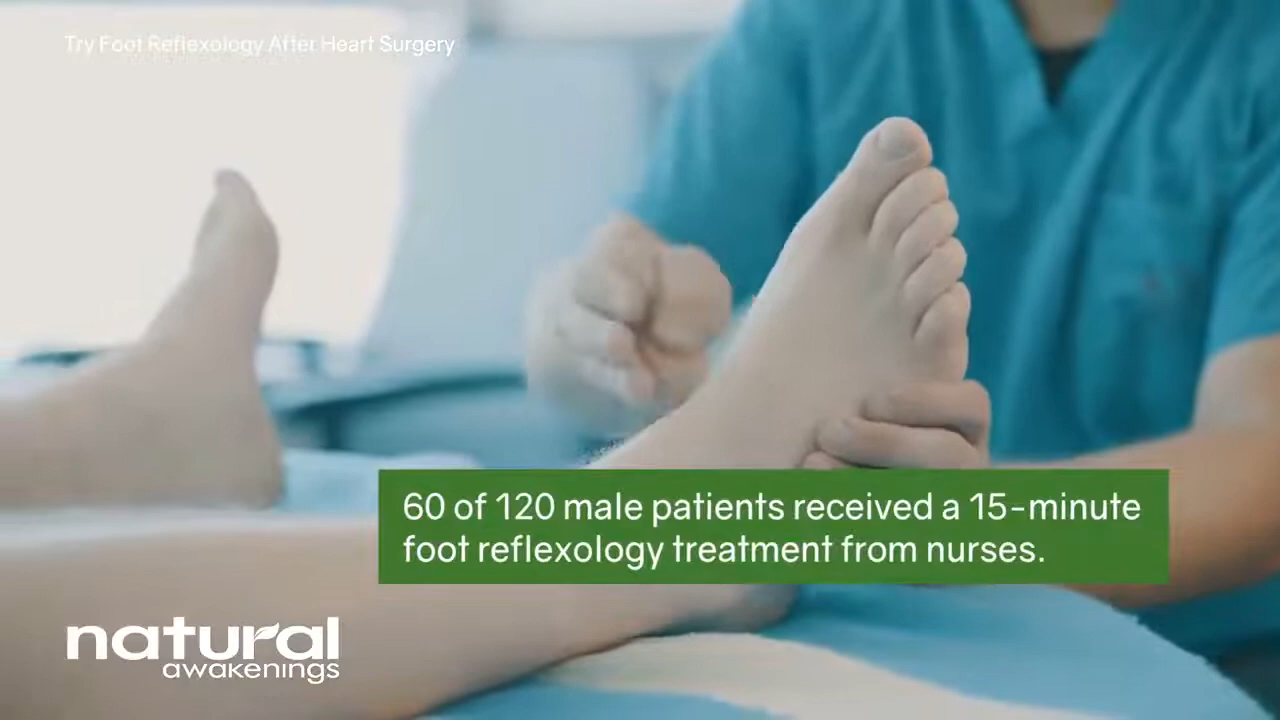 Try Foot Reflexology After Heart Surgery
60 of 120 male patients received a 15-minute
foot reflexology treatment from nurses.
natural
awakenings